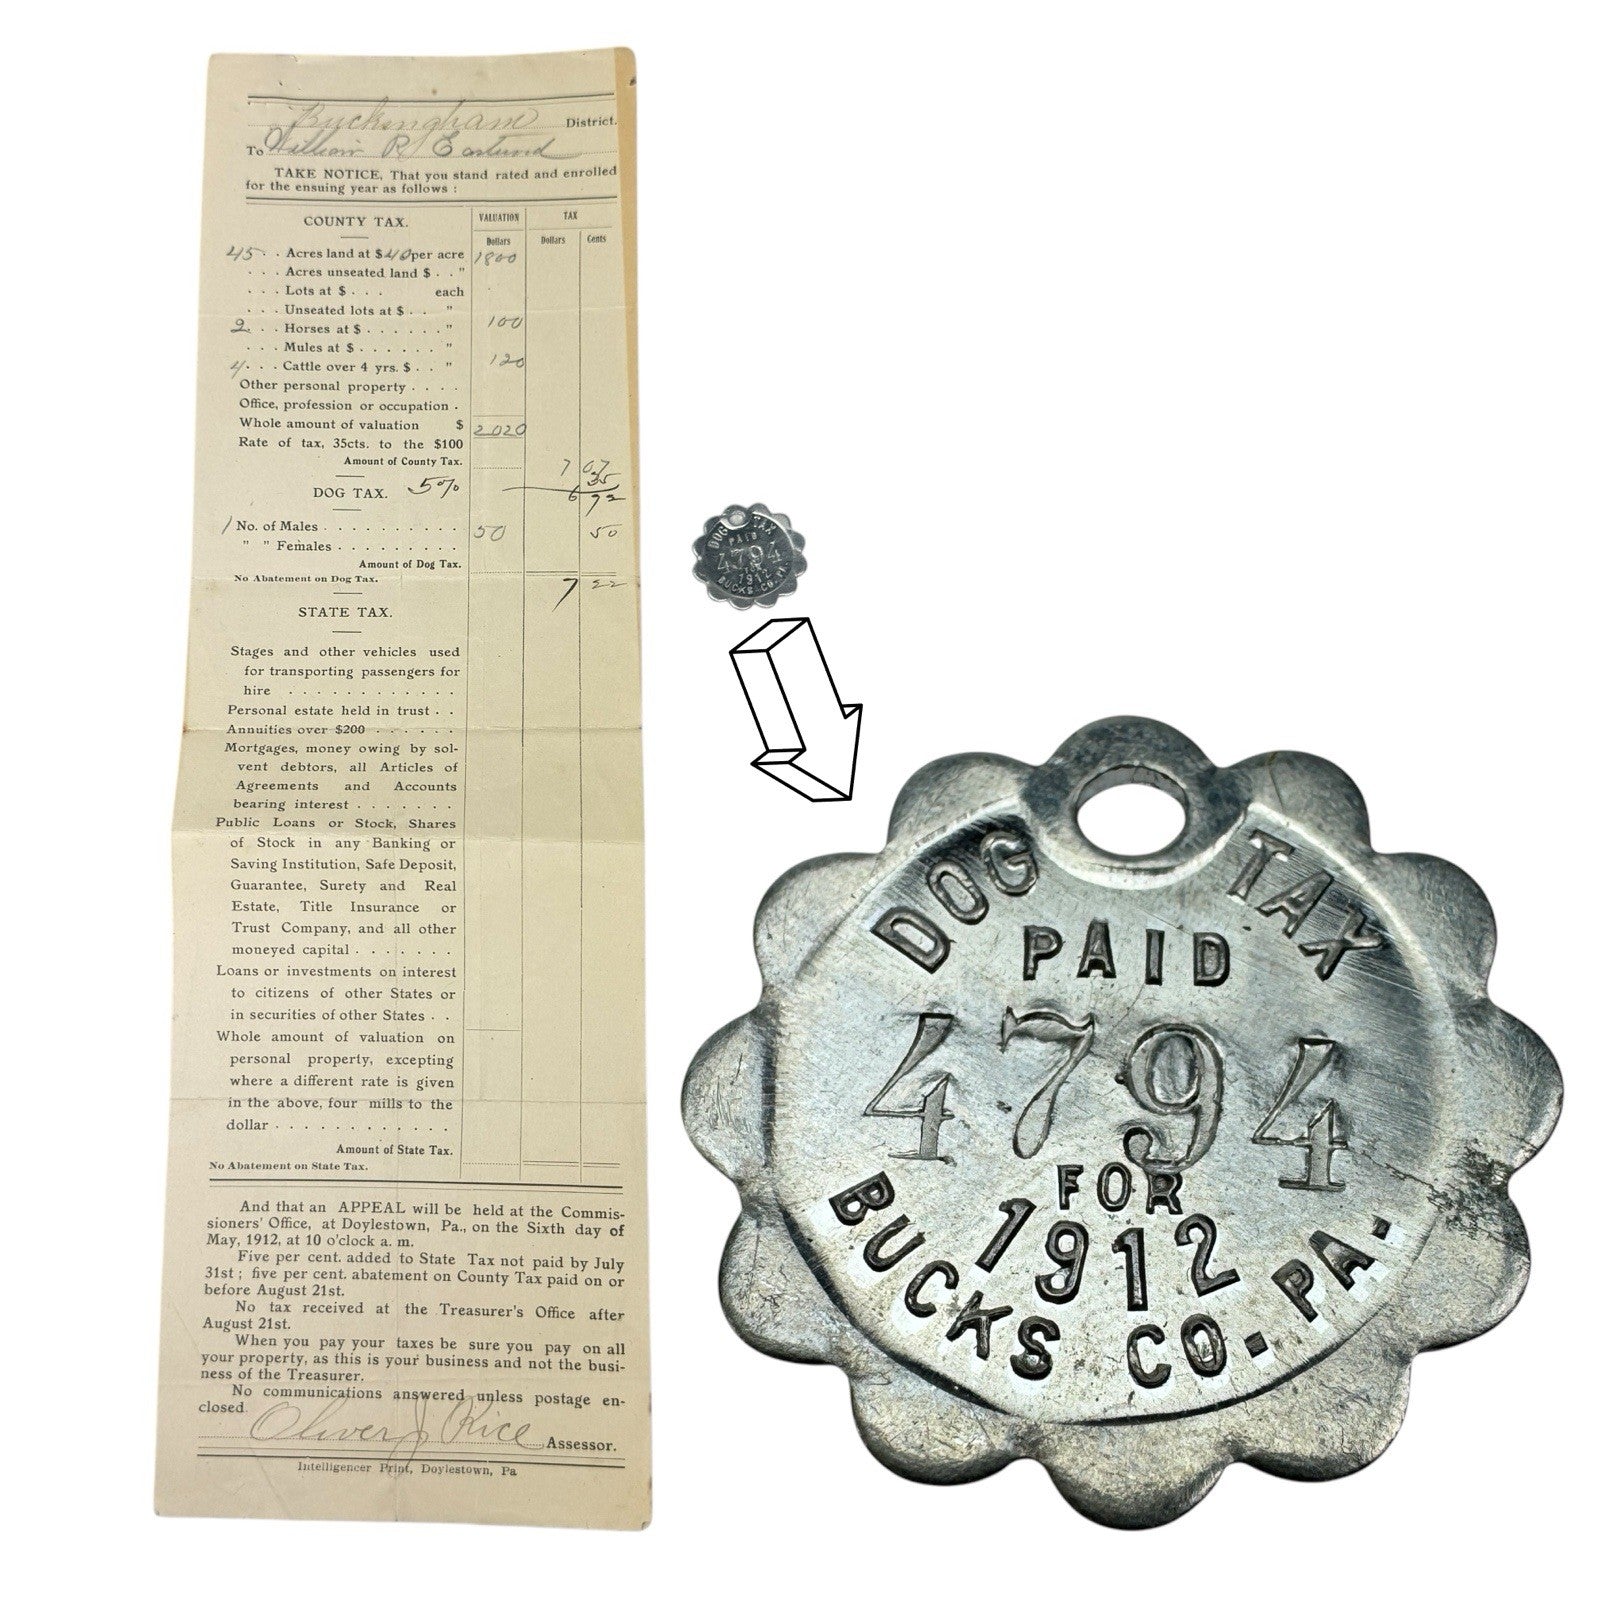 Buckingham District.
To William R Eastwood
TAKE NOTICE, That you stand rated and enrolled
for the ensuing year as follows :
COUNTY TAX. VALUATION TAX
Dollars Dollars Cents
45 . . Acres land at $40 per acre 1800
. . . Acres unseated land $ . . "
. . . Lots at $ . . . each
. . . Unseated lots at $ . . "
2 . . Horses at $ . . . . . . " 100
. . . Mules at $ . . . . . . "
4 . . . Cattle over 4 yrs. $ . . " 120
Other personal property . . . .
Office, profession or occupation .
Whole amount of valuation $ 2020
Rate of tax, 35cts. to the $100
Amount of County Tax. 7 07
35
DOG TAX. 5% 6 72
1 No. of Males . . . . . . . . . . 50 50
" " Females . . . . . . . . .
Amount of Dog Tax.
No Abatement on Dog Tax. 7 22
STATE TAX.
Stages and other vehicles used
for transporting passengers for
hire . . . . . . . . . . . .
Personal estate held in trust . .
Annuities over $200 . . . . . .
Mortgages, money owing by sol-
vent debtors, all Articles of
Agreements and Accounts
bearing interest . . . . . . .
Public Loans or Stock, Shares
of Stock in any Banking or
Saving Institution, Safe Deposit,
Guarantee, Surety and Real
Estate, Title Insurance or
Trust Company, and all other
moneyed capital . . . . . . .
Loans or investments on interest
to citizens of other States or
in securities of other States . .
Whole amount of valuation on
personal property, excepting
where a different rate is given
in the above, four mills to the
dollar . . . . . . . . . . . .
Amount of State Tax.
No Abatement on State Tax.
And that an APPEAL will be held at the Commis-
sioners' Office, at Doylestown, Pa., on the Sixth day of
May, 1912, at 10 o'clock a. m.
Five per cent. added to State Tax not paid by July
31st ; five per cent. abatement on County Tax paid on or
before August 21st.
No tax received at the Treasurer's Office after
August 21st.
When you pay your taxes be sure you pay on all
your property, as this is your business and not the busi-
ness of the Treasurer.
No communications answered unless postage en-
closed.
Oliver J Rice Assessor.
Intelligencer Print, Doylestown, Pa
DOG TAX
PAID
4794
FOR
1912
BUCKS CO. PA.
DOG TAX
PAID
4794
FOR
1912
BUCKS CO. PA.